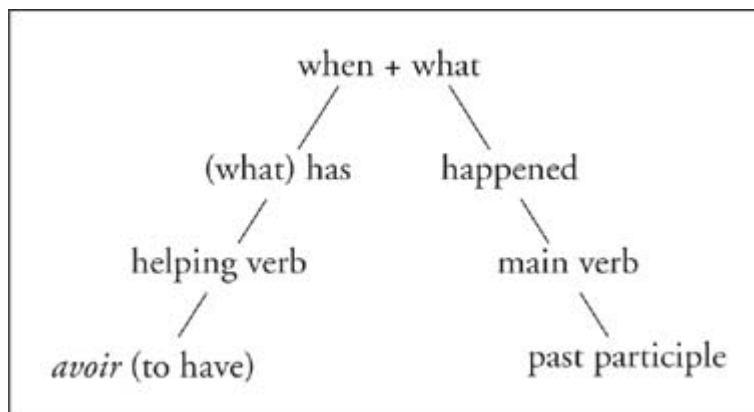 when + what
(what) has happened
helping verb main verb
avoir (to have) past participle